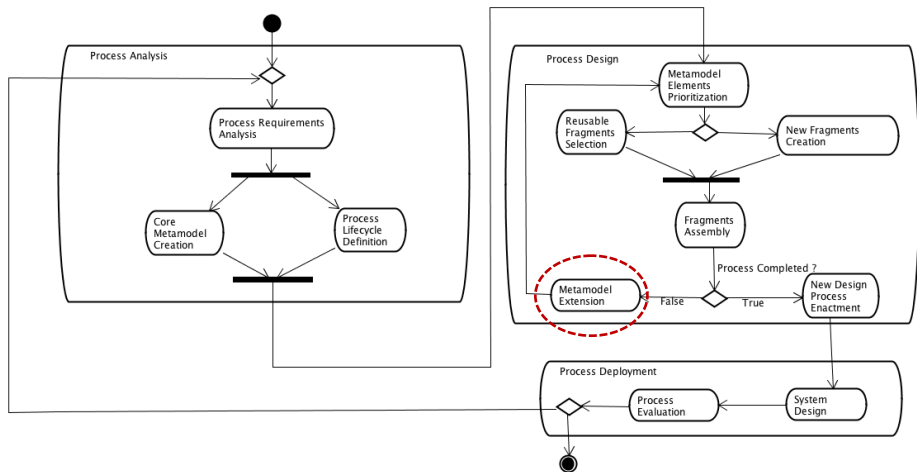 Process Analysis
Process Requirements
Analysis
Core
Metamodel
Creation
Process
Lifecycle
Definition
Process Design
Metamodel
Elements
Prioritization
Reusable
Fragments
Selection
New Fragments
Creation
Fragments
Assembly
Process Completed ?
Metamodel
Extension
False
True
New Design
Process
Enactment
Process Deployment
Process
Evaluation
System
Design